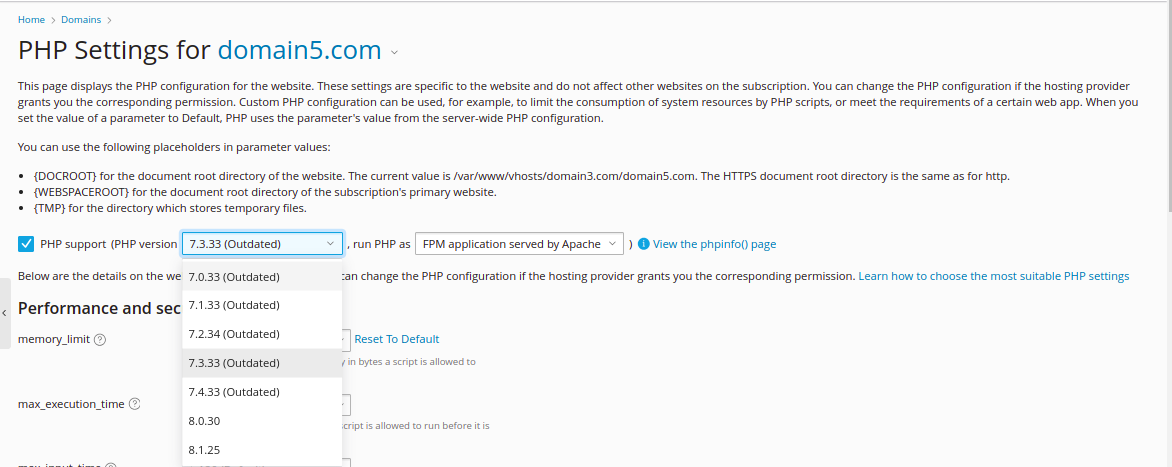 Home > Domains >
PHP Settings for domain5.com
This page displays the PHP configuration for the website. These settings are specific to the website and do not affect other websites on the subscription. You can change the PHP configuration if the hosting provider
grants you the corresponding permission. Custom PHP configuration can be used, for example, to limit the consumption of system resources by PHP scripts, or meet the requirements of a certain web app. When you
set the value of a parameter to Default, PHP uses the parameter's value from the server-wide PHP configuration.
You can use the following placeholders in parameter values:
• {DOCROOT} for the document root directory of the website. The current value is /var/www/vhosts/domain3.com/domain5.com. The HTTPS document root directory is the same as for http.
• {WEBSPACEROOT} for the document root directory of the subscription's primary website.
• {TMP} for the directory which stores temporary files.
PHP support (PHP version 7.3.33 (Outdated) , run PHP as FPM application served by Apache ) View the phpinfo() page
Below are the details on the we can change the PHP configuration if the hosting provider grants you the corresponding permission. Learn how to choose the most suitable PHP settings
7.0.33 (Outdated)
7.1.33 (Outdated)
7.2.34 (Outdated)
7.3.33 (Outdated)
7.4.33 (Outdated)
8.0.30
8.1.25
Performance and sec
memory_limit Reset To Default
y in bytes a script is allowed to
max_execution_time
script is allowed to run before it is
max_input_time